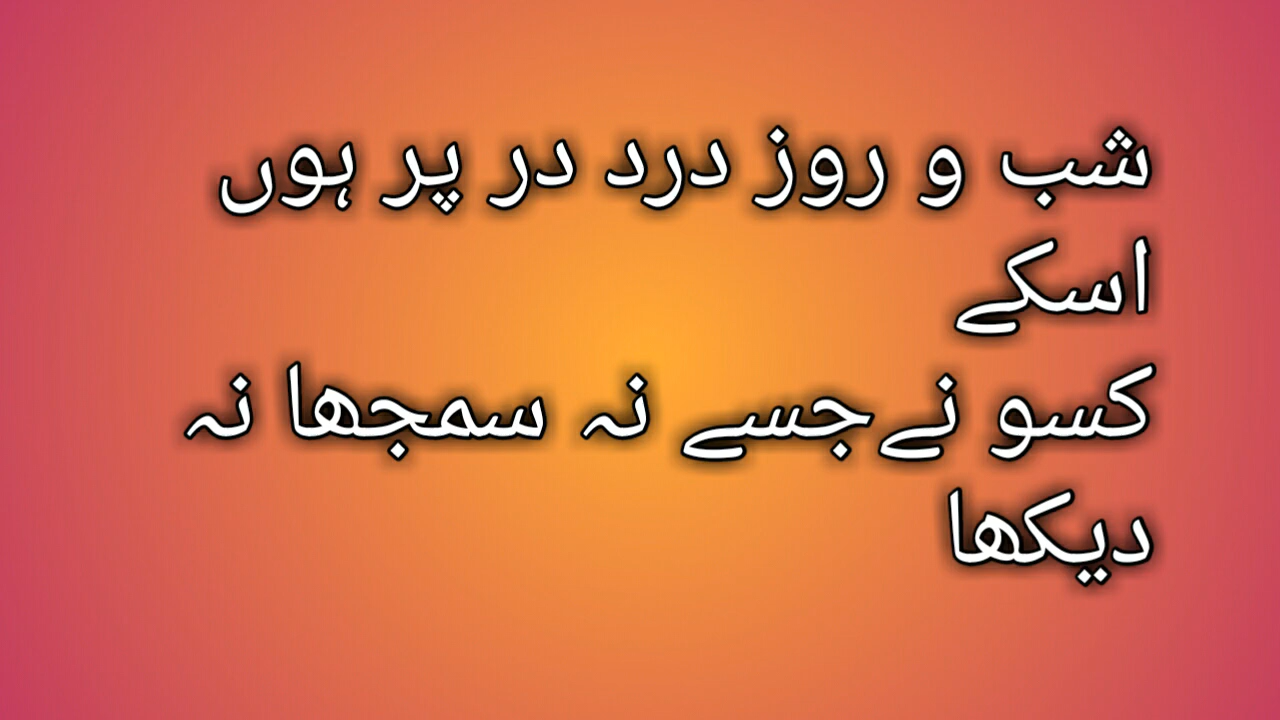 شب و روز درد در پر ہوں
اسکے
کسو نے جسے نہ سمجھا نہ
دیکھا